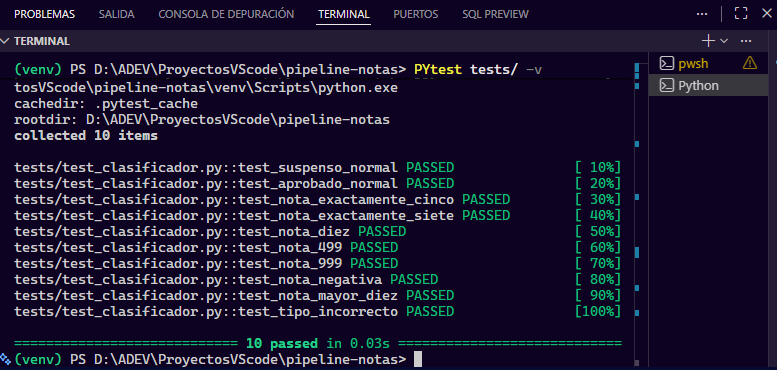 PROBLEMAS SALIDA CONSOLA DE DEPURACIÓN TERMINAL PUERTOS SQL PREVIEW
TERMINAL
(venv) PS D:\ADEV\ProyectosVScode\pipeline-notas> PYtest tests/ -v
tosVScode\pipeline-notas\venv\Scripts\python.exe
cachedir: .pytest_cache
rootdir: D:\ADEV\ProyectosVScode\pipeline-notas
collected 10 items
tests/test_clasificador.py::test_suspenso_normal PASSED [ 10%]
tests/test_clasificador.py::test_aprobado_normal PASSED [ 20%]
tests/test_clasificador.py::test_nota_exactamente_cinco PASSED [ 30%]
tests/test_clasificador.py::test_nota_exactamente_siete PASSED [ 40%]
tests/test_clasificador.py::test_nota_diez PASSED [ 50%]
tests/test_clasificador.py::test_nota_499 PASSED [ 60%]
tests/test_clasificador.py::test_nota_999 PASSED [ 70%]
tests/test_clasificador.py::test_nota_negativa PASSED [ 80%]
tests/test_clasificador.py::test_nota_mayor_diez PASSED [ 90%]
tests/test_clasificador.py::test_tipo_incorrecto PASSED [100%]
============================ 10 passed in 0.03s ============================
(venv) PS D:\ADEV\ProyectosVScode\pipeline-notas>
pwsh
Python